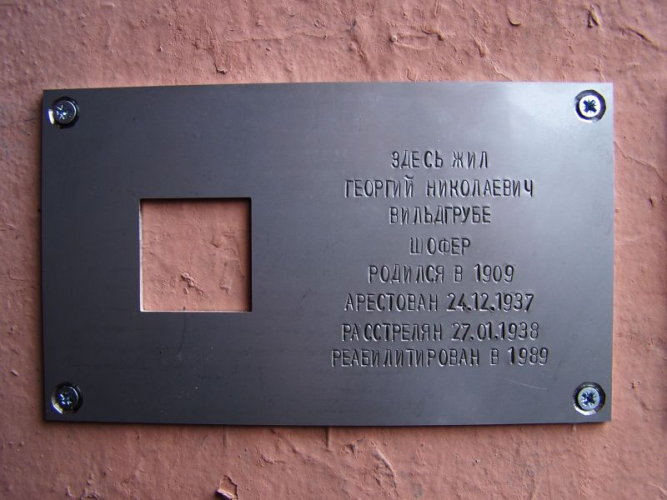 ЗДЕСЬ ЖИЛ
ГЕОРГИЙ НИКОЛАЕВИЧ
ВИЛЬДГРУБЕ
ШОФЕР
РОДИЛСЯ В 1909
АРЕСТОВАН 24.12.1937
РАССТРЕЛЯН 27.01.1938
РЕАБИЛИТИРОВАН В 1989